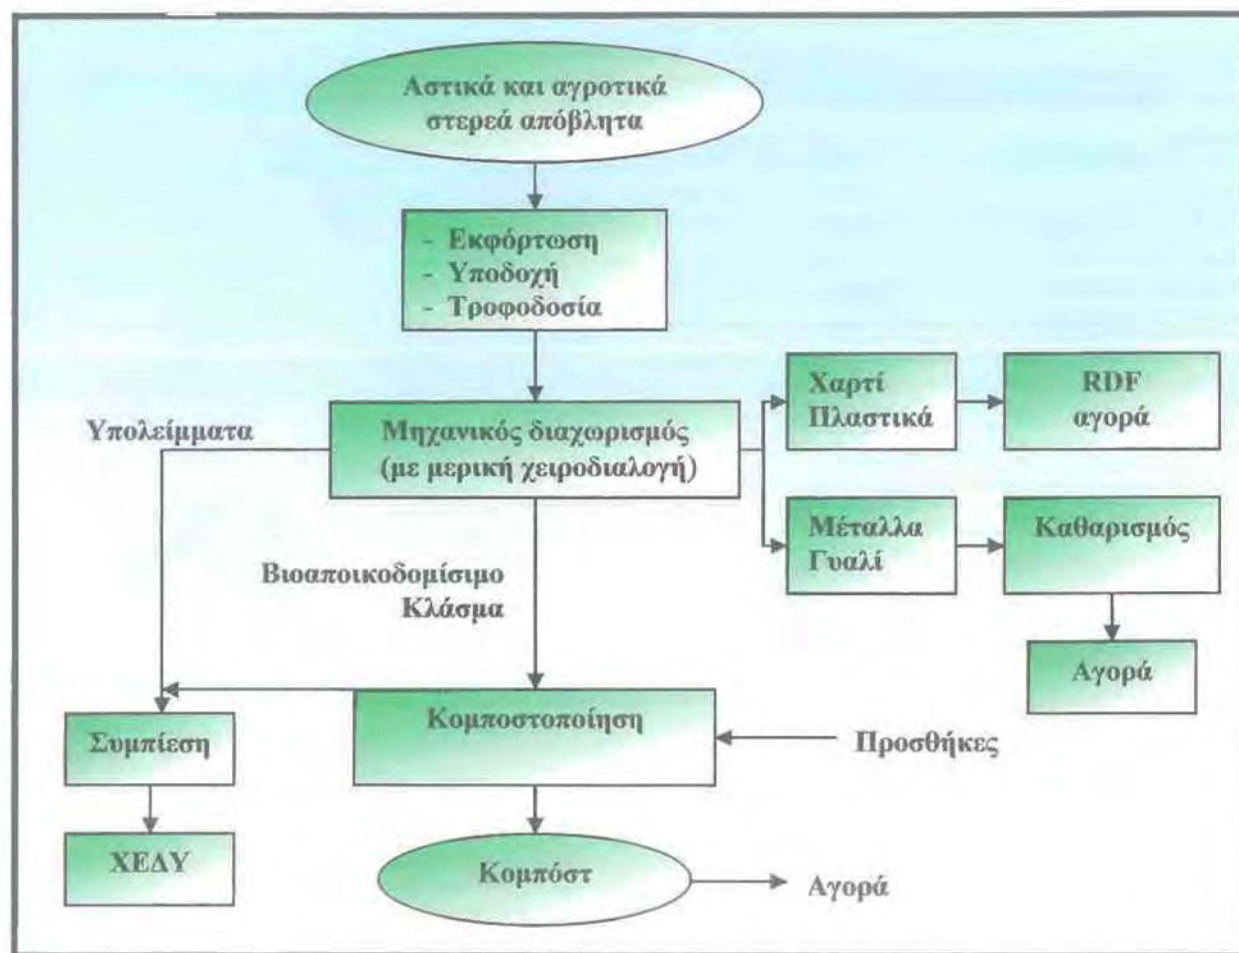 Αστικά και αγροτικά
στερεά απόβλητα
- Εκφόρτωση
- Υποδοχή
- Τροφοδοσία
Υπολείμματα
Μηχανικός διαχωρισμός
(με μερική χειροδιαλογή)
Χαρτί
Πλαστικά
RDF
αγορά
Μέταλλα
Γυαλί
Καθαρισμός
Αγορά
Βιοαποικοδομίσιμο
Κλάσμα
Κομποστοποίηση
Προσθήκες
Συμπίεση
ΧΕΔΥ
Κομπόστ
Αγορά